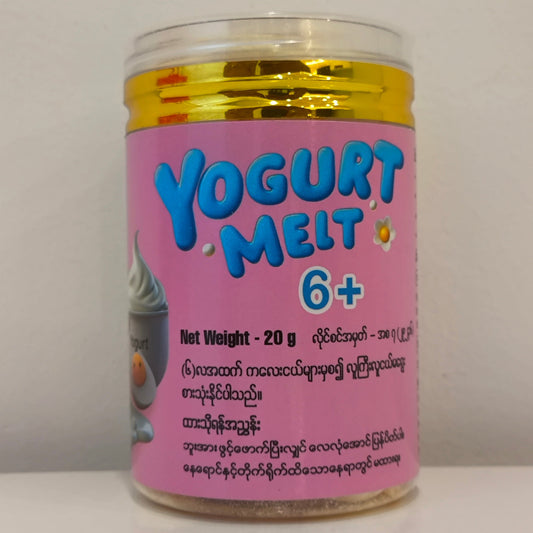 YOGURT
MELT
6+
ogurt
Net Weight - 20 g လိုင်စင်အမှတ် - အစ
(၆)လအထက် ကလေးငယ်များမှစ၍ လူကြီးလူငယ်မရွေး
စားသုံးနိုင်ပါသည်။
ထားသိုရန်အညွှန်း
ဘူးအား ဖွင့်ဖောက်ပြီးလျှင် လေလုံအောင်ပြန်ပိတ်ပါ။
နေရောင်နှင့်တိုက်ရိုက်ထိသောနေရာတွင် မထားရ။